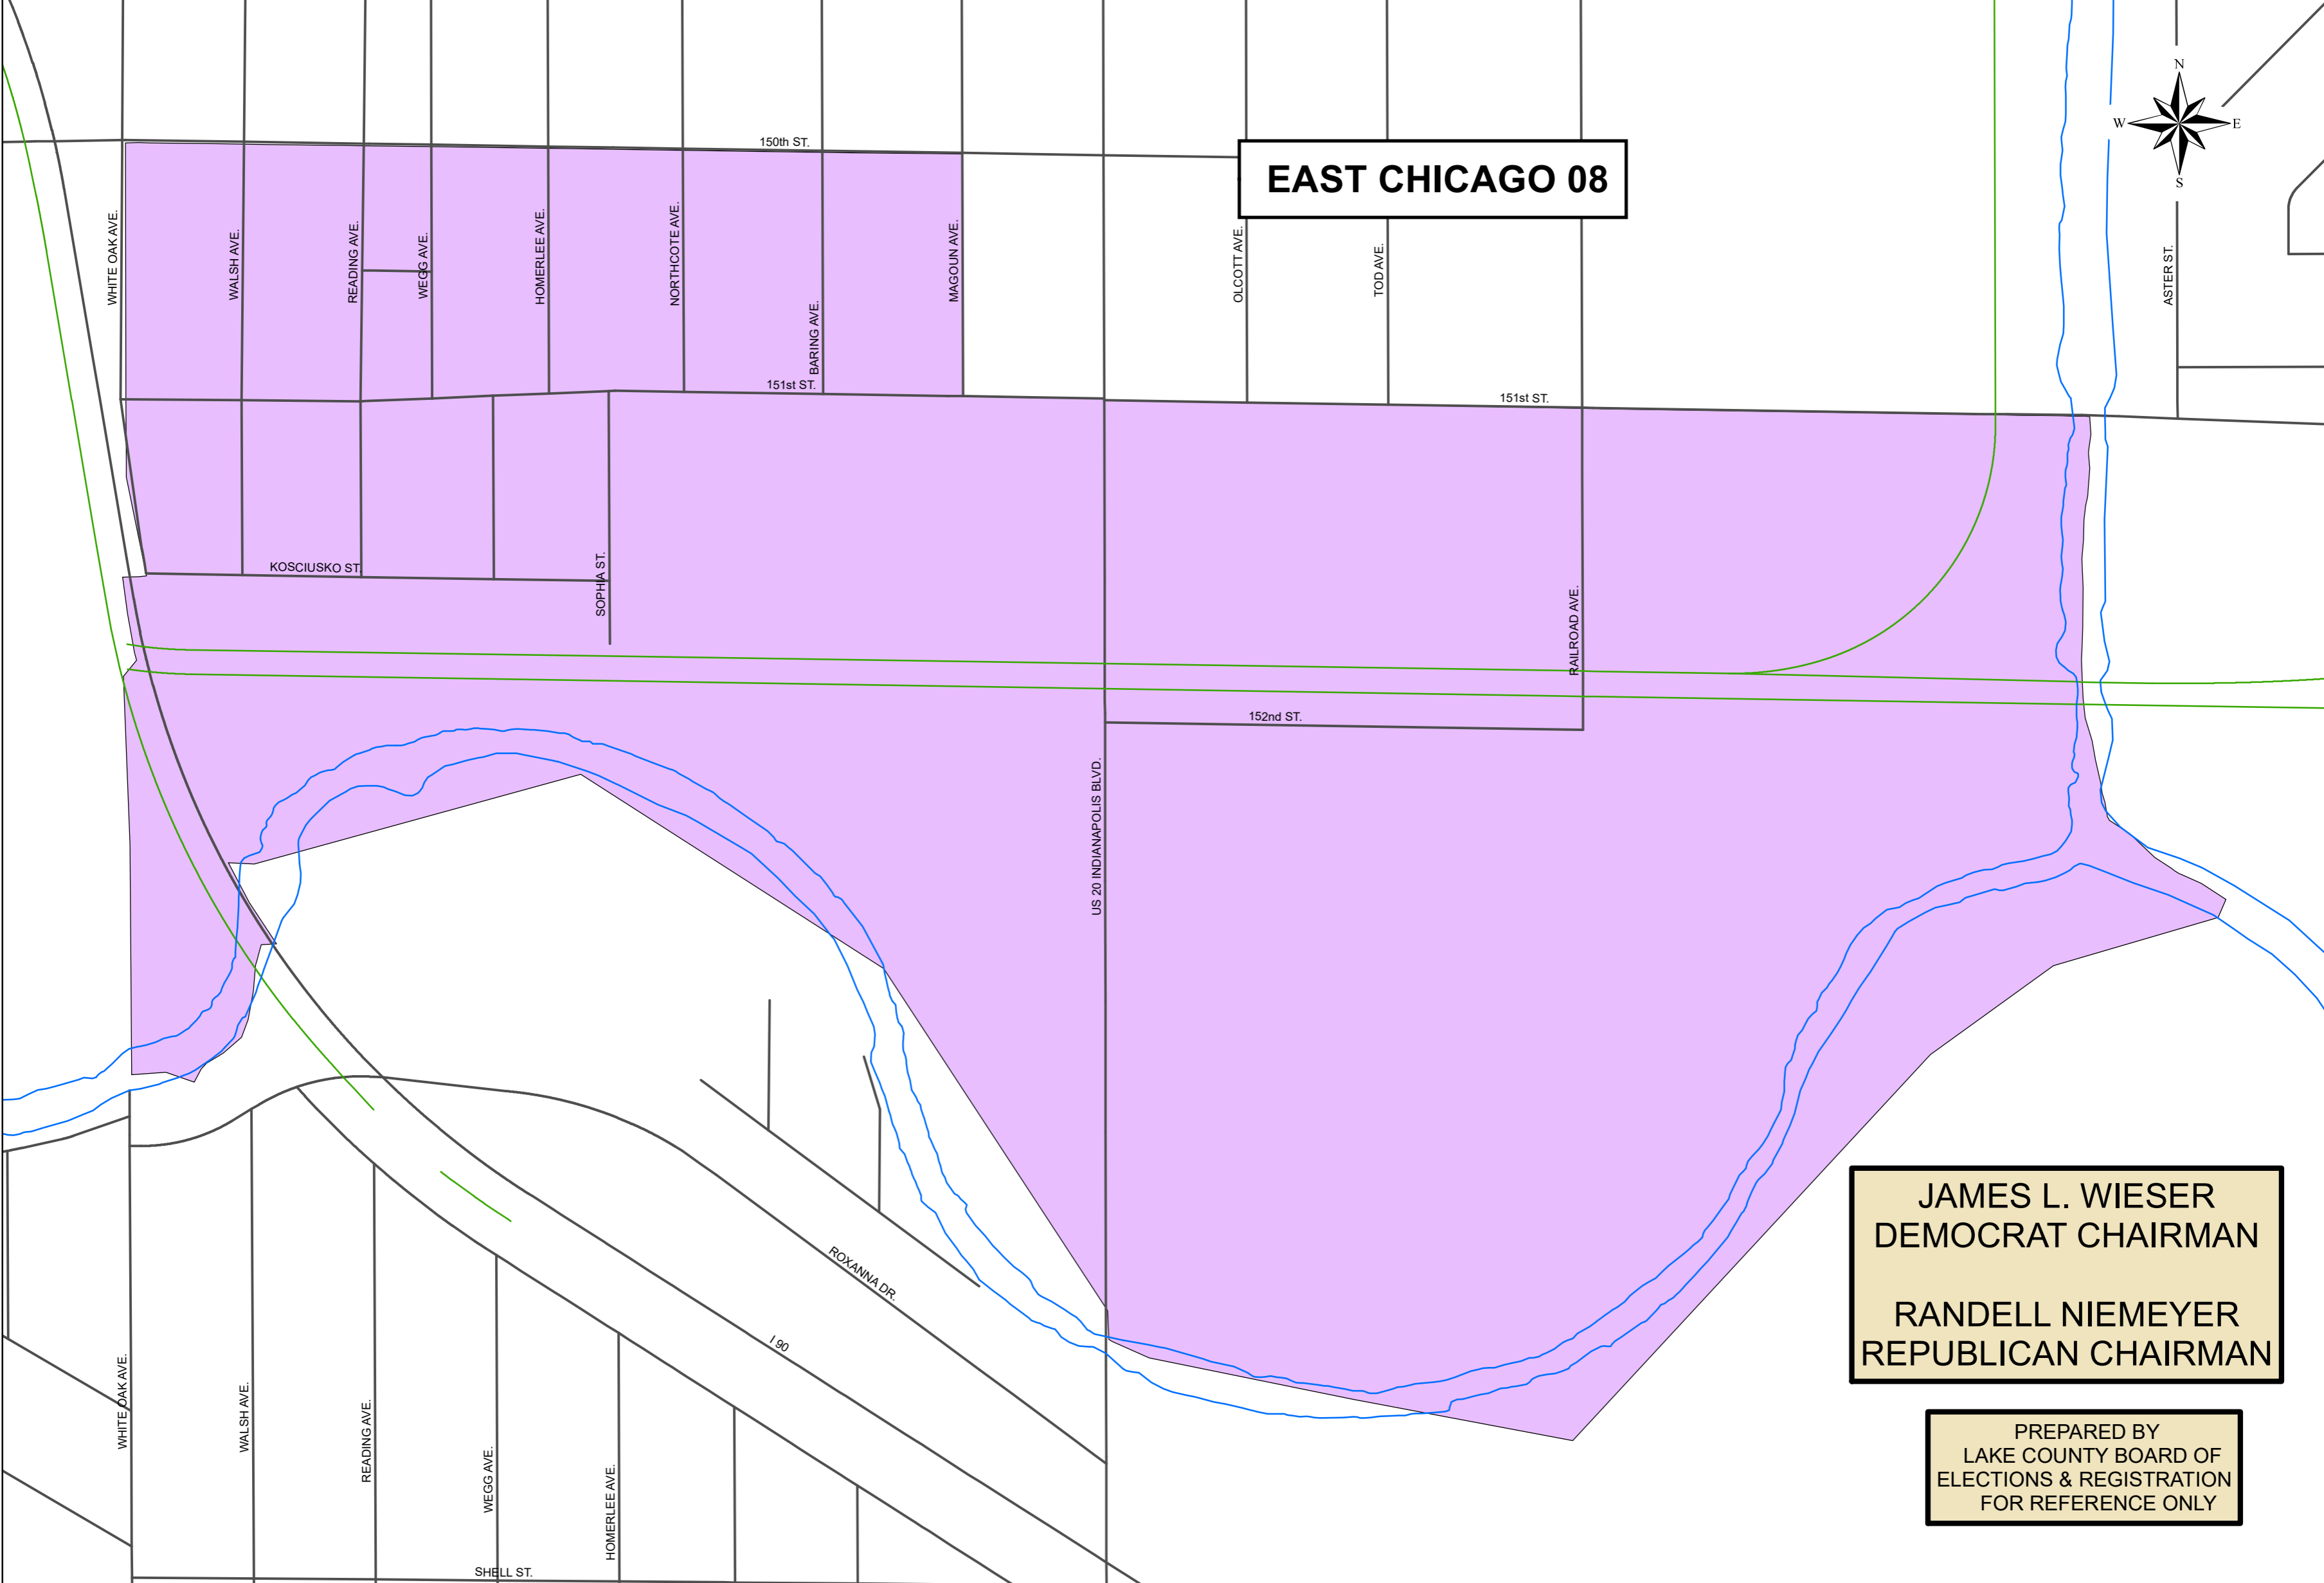 N
W E
S
150th ST.
EAST CHICAGO 08
WHITE OAK AVE.
WALSH AVE.
READING AVE.
WEGG AVE.
HOMERLEE AVE.
NORTHCOTE AVE.
BARING AVE.
MAGOUN AVE.
OLCOTT AVE.
TOD AVE.
ASTER ST.
151st ST.
151st ST.
KOSCIUSKO ST.
SOPHIA ST.
RAILROAD AVE.
152nd ST.
US 20 INDIANAPOLIS BLVD.
ROXANNA DR.
I 90
WHITE OAK AVE.
WALSH AVE.
READING AVE.
WEGG AVE.
HOMERLEE AVE.
SHELL ST.
JAMES L. WIESER
DEMOCRAT CHAIRMAN
RANDELL NIEMEYER
REPUBLICAN CHAIRMAN
PREPARED BY
LAKE COUNTY BOARD OF
ELECTIONS & REGISTRATION
FOR REFERENCE ONLY